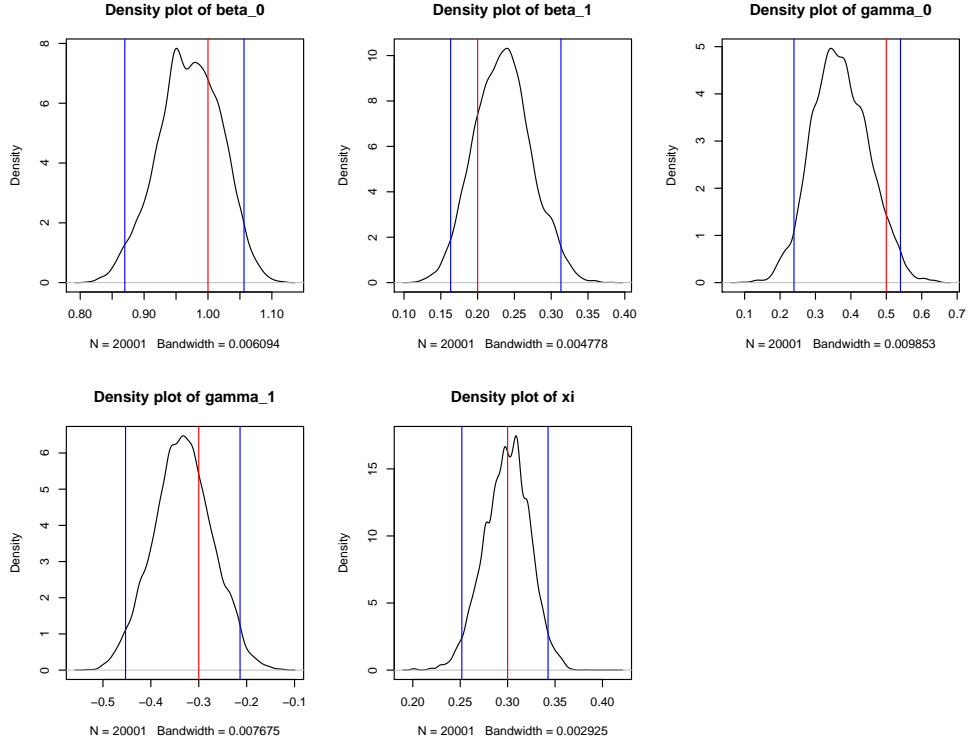 Density plot of beta_0
Density
0 2 4 6 8
0.80 0.90 1.00 1.10
N = 20001 Bandwidth = 0.006094
Density plot of beta_1
Density
0 2 4 6 8 10
0.10 0.15 0.20 0.25 0.30 0.35 0.40
N = 20001 Bandwidth = 0.004778
Density plot of gamma_0
Density
0 1 2 3 4 5
0.1 0.2 0.3 0.4 0.5 0.6 0.7
N = 20001 Bandwidth = 0.009853
Density plot of gamma_1
Density
0 1 2 3 4 5 6
−0.5 −0.4 −0.3 −0.2 −0.1
N = 20001 Bandwidth = 0.007675
Density plot of xi
Density
0 5 10 15
0.20 0.25 0.30 0.35 0.40
N = 20001 Bandwidth = 0.002925